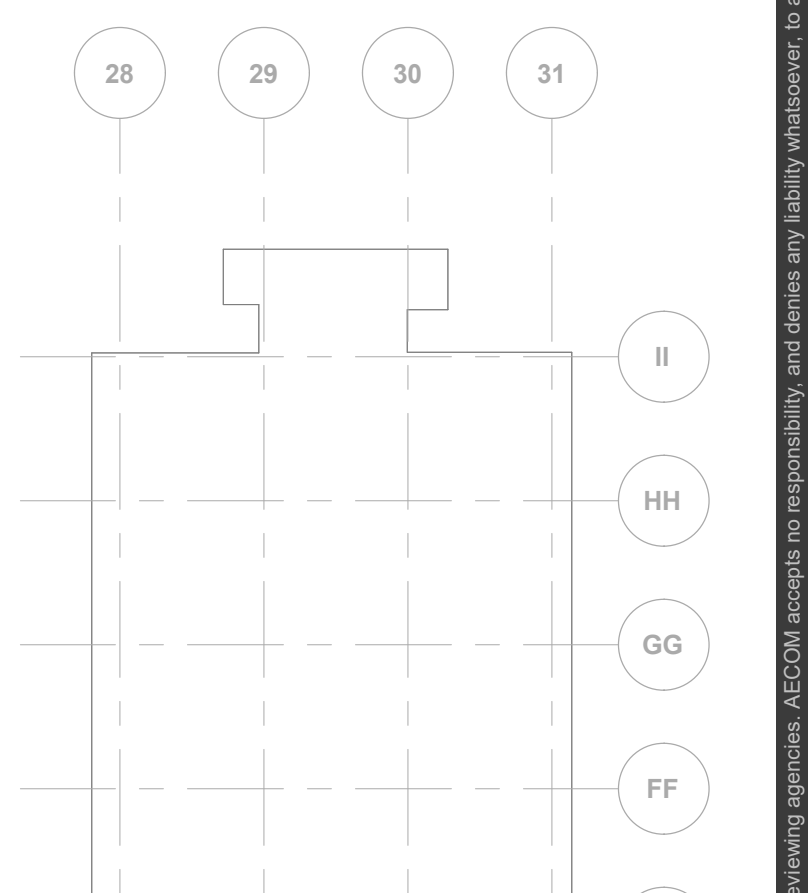 28
29
30
31
II
HH
GG
FF
eviewing agencies. AECOM accepts no responsibility, and denies any liability whatsoever, to a